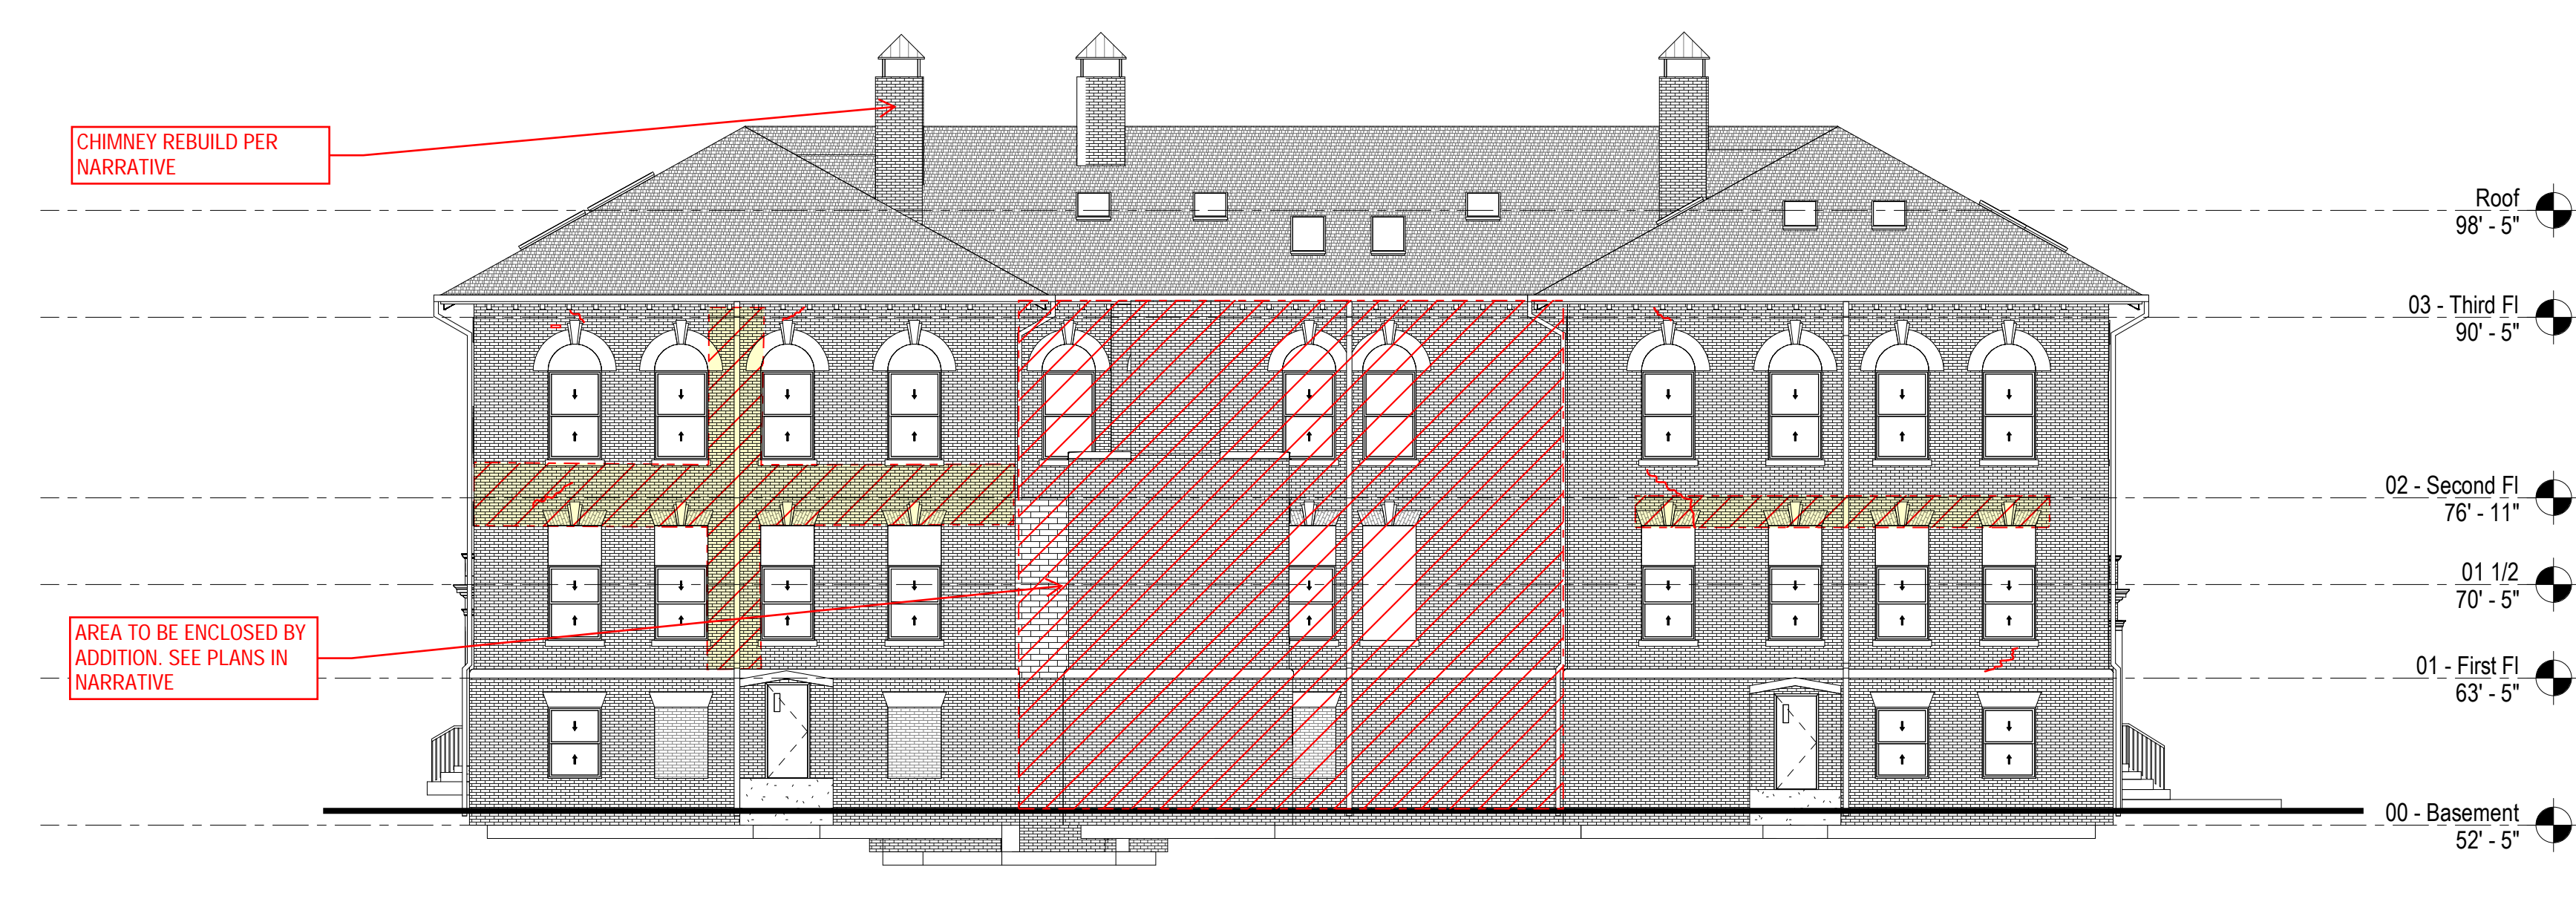 CHIMNEY REBUILD PER
NARRATIVE
Roof
98' - 5"
03 - Third Fl
90' - 5"
02 - Second Fl
76' - 11"
01 1/2
70' - 5"
AREA TO BE ENCLOSED BY
ADDITION. SEE PLANS IN
NARRATIVE
01 - First Fl
63' - 5"
00 - Basement
52' - 5"